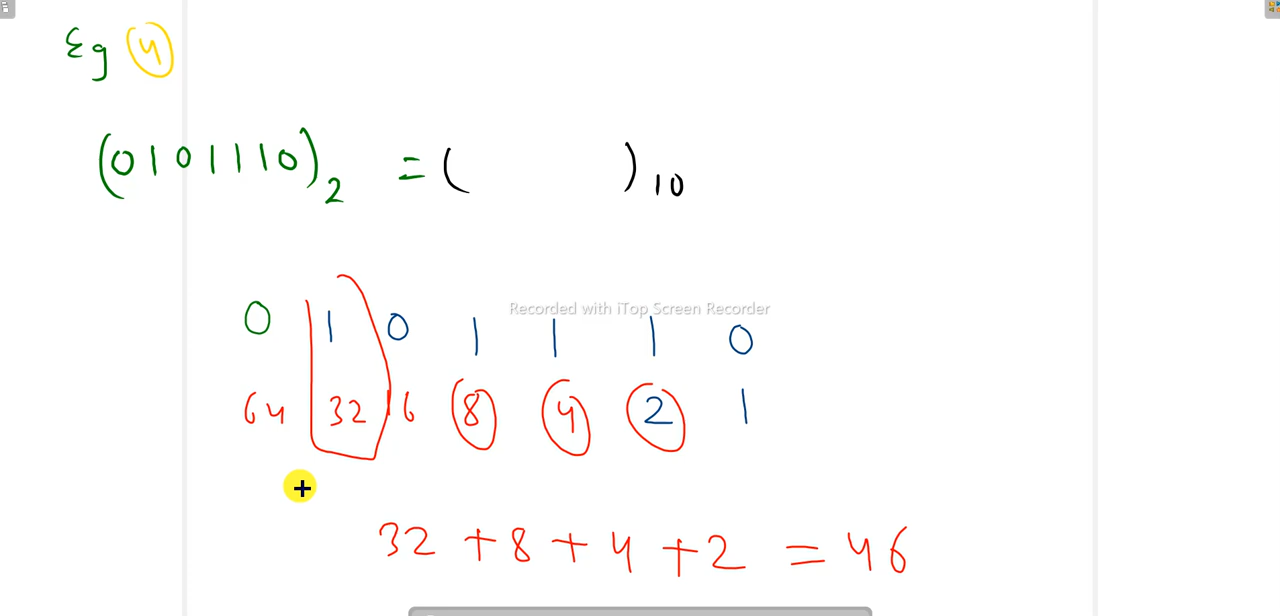 Eg 4
(0101110)2 = ( )10
Recorded with iTop Screen Recorder
0 1 0 1 1 1 0
64 32 16 8 4 2 1
32 + 8 + 4 + 2 = 46